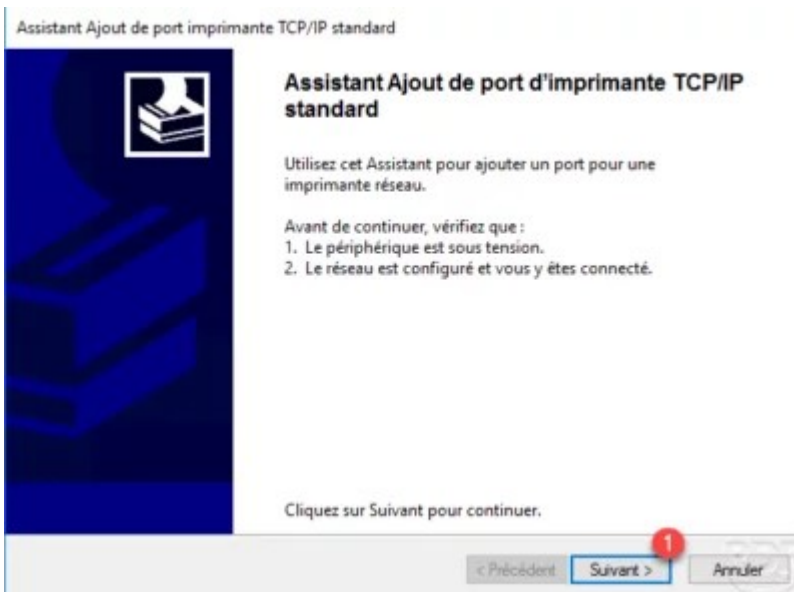 Assistant Ajout de port imprimante TCP/IP standard
Assistant Ajout de port d'imprimante TCP/IP
standard
Utilisez cet Assistant pour ajouter un port pour une
imprimante réseau.
Avant de continuer, vérifiez que :
1. Le périphérique est sous tension.
2. Le réseau est configuré et vous y êtes connecté.
Cliquez sur Suivant pour continuer.
1
< Précédent Suivant > Annuler